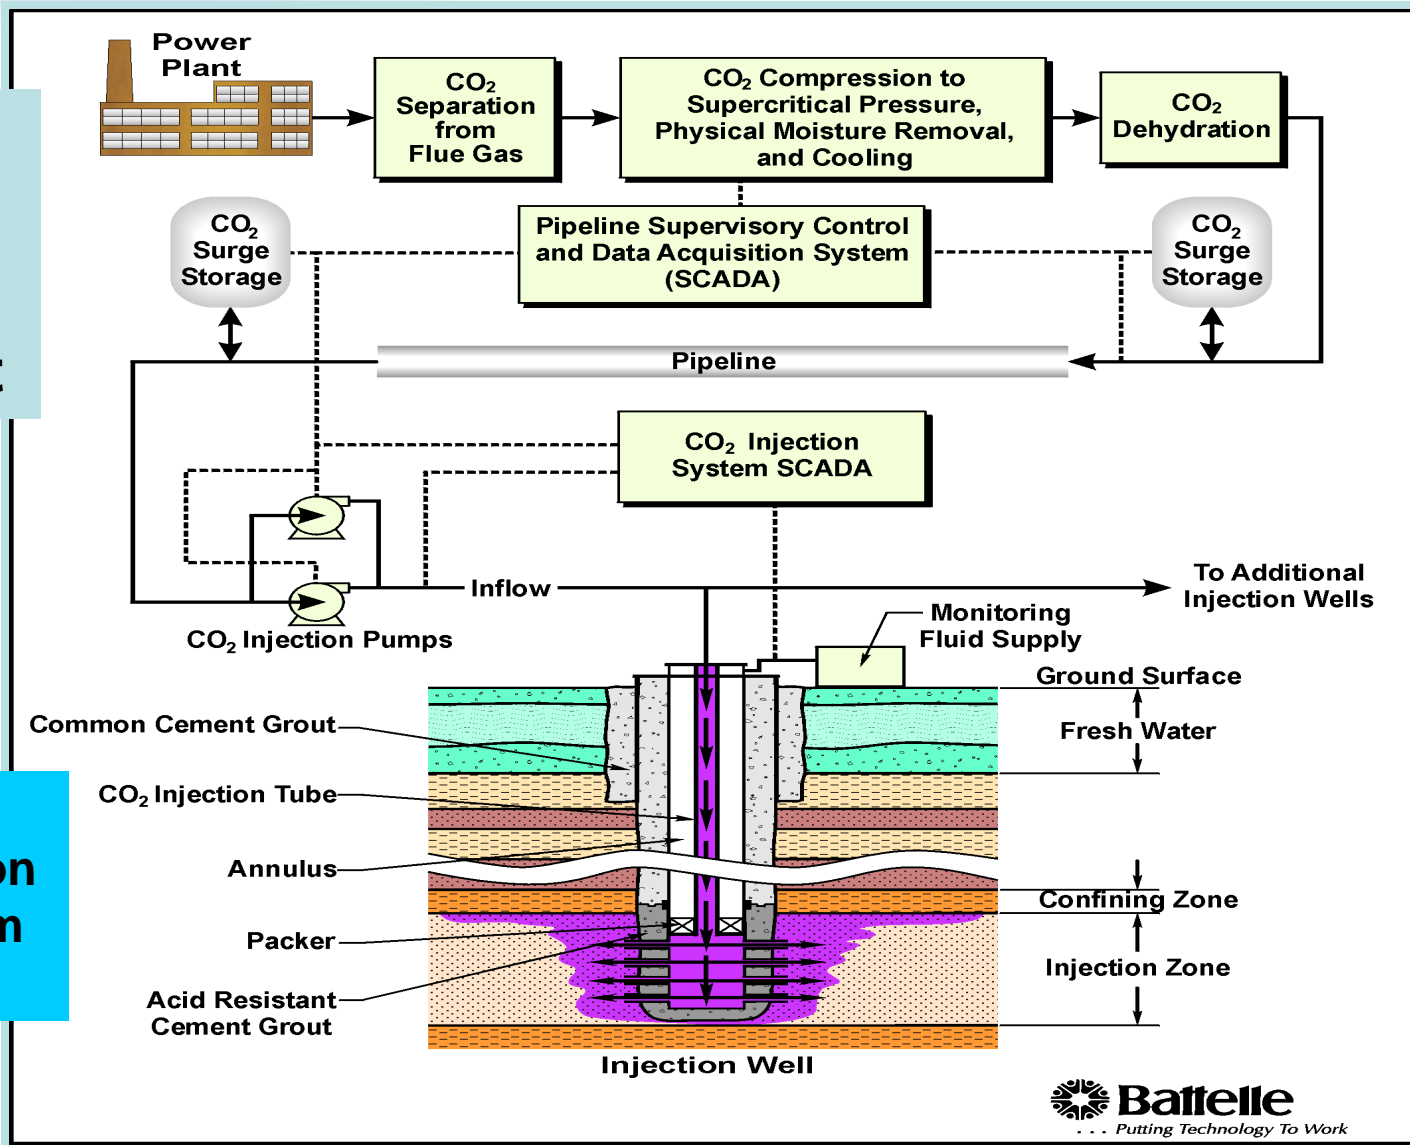 Power
Plant
CO2
Separation
from
Flue Gas
CO2 Compression to
Supercritical Pressure,
Physical Moisture Removal,
and Cooling
CO2
Dehydration
CO2
Surge
Storage
Pipeline Supervisory Control
and Data Acquisition System
(SCADA)
CO2
Surge
Storage
Pipeline
CO2 Injection
System SCADA
Inflow
To Additional
Injection Wells
CO2 Injection Pumps
Monitoring
Fluid Supply
Ground Surface
Common Cement Grout
Fresh Water
CO2 Injection Tube
Annulus
Confining Zone
Packer
Injection Zone
Acid Resistant
Cement Grout
Injection Well
Battelle
. . . Putting Technology To Work